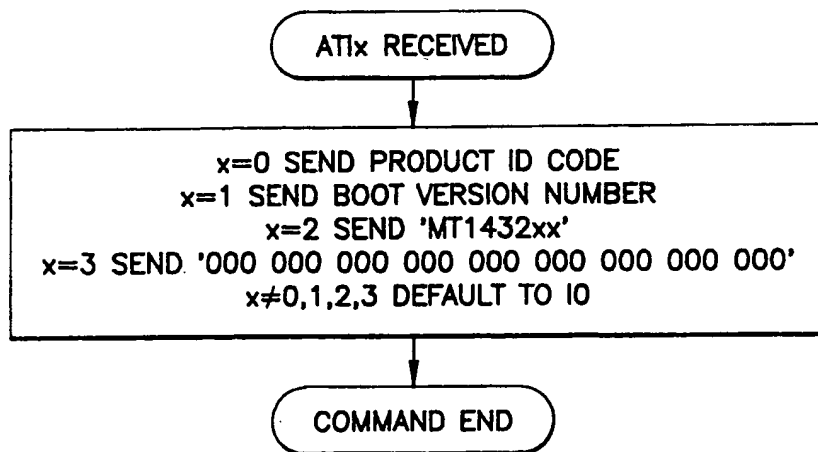 ATIx RECEIVED
x=0 SEND PRODUCT ID CODE
x=1 SEND BOOT VERSION NUMBER
x=2 SEND 'MT1432xx'
x=3 SEND '000 000 000 000 000 000 000 000 000'
x≠0,1,2,3 DEFAULT TO I0
COMMAND END